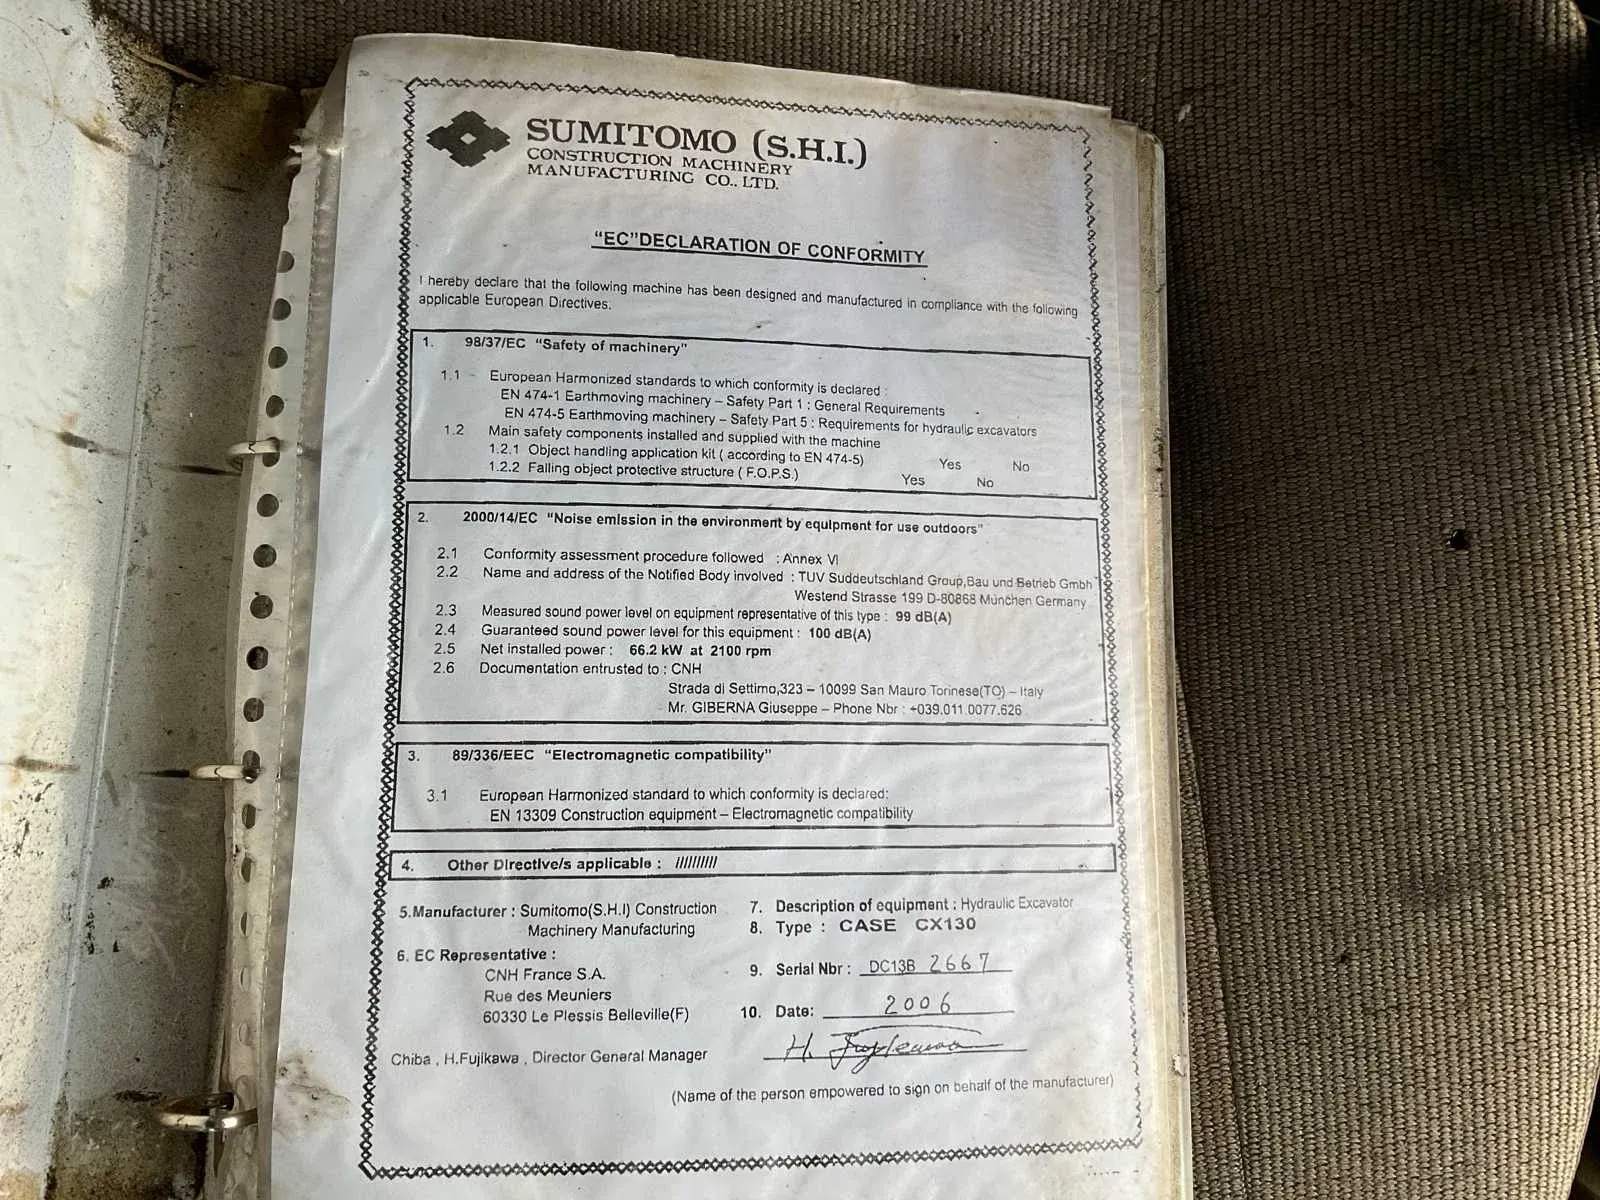 SUMITOMO (S.H.I.)
CONSTRUCTION MACHINERY
MANUFACTURING CO., LTD.
"EC"DECLARATION OF CONFORMITY
I hereby declare that the following machine has been designed and manufactured in compliance with the following
applicable European Directives.
1. 98/37/EC "Safety of machinery"
1.1 European Harmonized standards to which conformity is declared :
EN 474-1 Earthmoving machinery – Safety Part 1 : General Requirements
EN 474-5 Earthmoving machinery – Safety Part 5 : Requirements for hydraulic excavators
1.2 Main safety components installed and supplied with the machine
1.2.1 Object handling application kit ( according to EN 474-5) Yes No
1.2.2 Falling object protective structure ( F.O.P.S.) Yes No
2. 2000/14/EC "Noise emission in the environment by equipment for use outdoors"
2.1 Conformity assessment procedure followed : Annex VI
2.2 Name and address of the Notified Body involved : TUV Suddeutschland Group,Bau und Betrieb Gmbh
Westend Strasse 199 D-80868 München Germany
2.3 Measured sound power level on equipment representative of this type : 99 dB(A)
2.4 Guaranteed sound power level for this equipment : 100 dB(A)
2.5 Net installed power : 66.2 kW at 2100 rpm
2.6 Documentation entrusted to : CNH
Strada di Settimo,323 – 10099 San Mauro Torinese(TO) – Italy
Mr. GIBERNA Giuseppe – Phone Nbr : +039.011.0077.626
3. 89/336/EEC "Electromagnetic compatibility"
3.1 European Harmonized standard to which conformity is declared:
EN 13309 Construction equipment – Electromagnetic compatibility
4. Other Directive/s applicable : //////////
5.Manufacturer : Sumitomo(S.H.I) Construction
Machinery Manufacturing
6. EC Representative :
CNH France S.A.
Rue des Meuniers
60330 Le Plessis Belleville(F)
7. Description of equipment : Hydraulic Excavator
8. Type : CASE CX130
9. Serial Nbr : DC13B 2667
10. Date: 2006
Chiba , H.Fujikawa , Director General Manager
(Name of the person empowered to sign on behalf of the manufacturer)